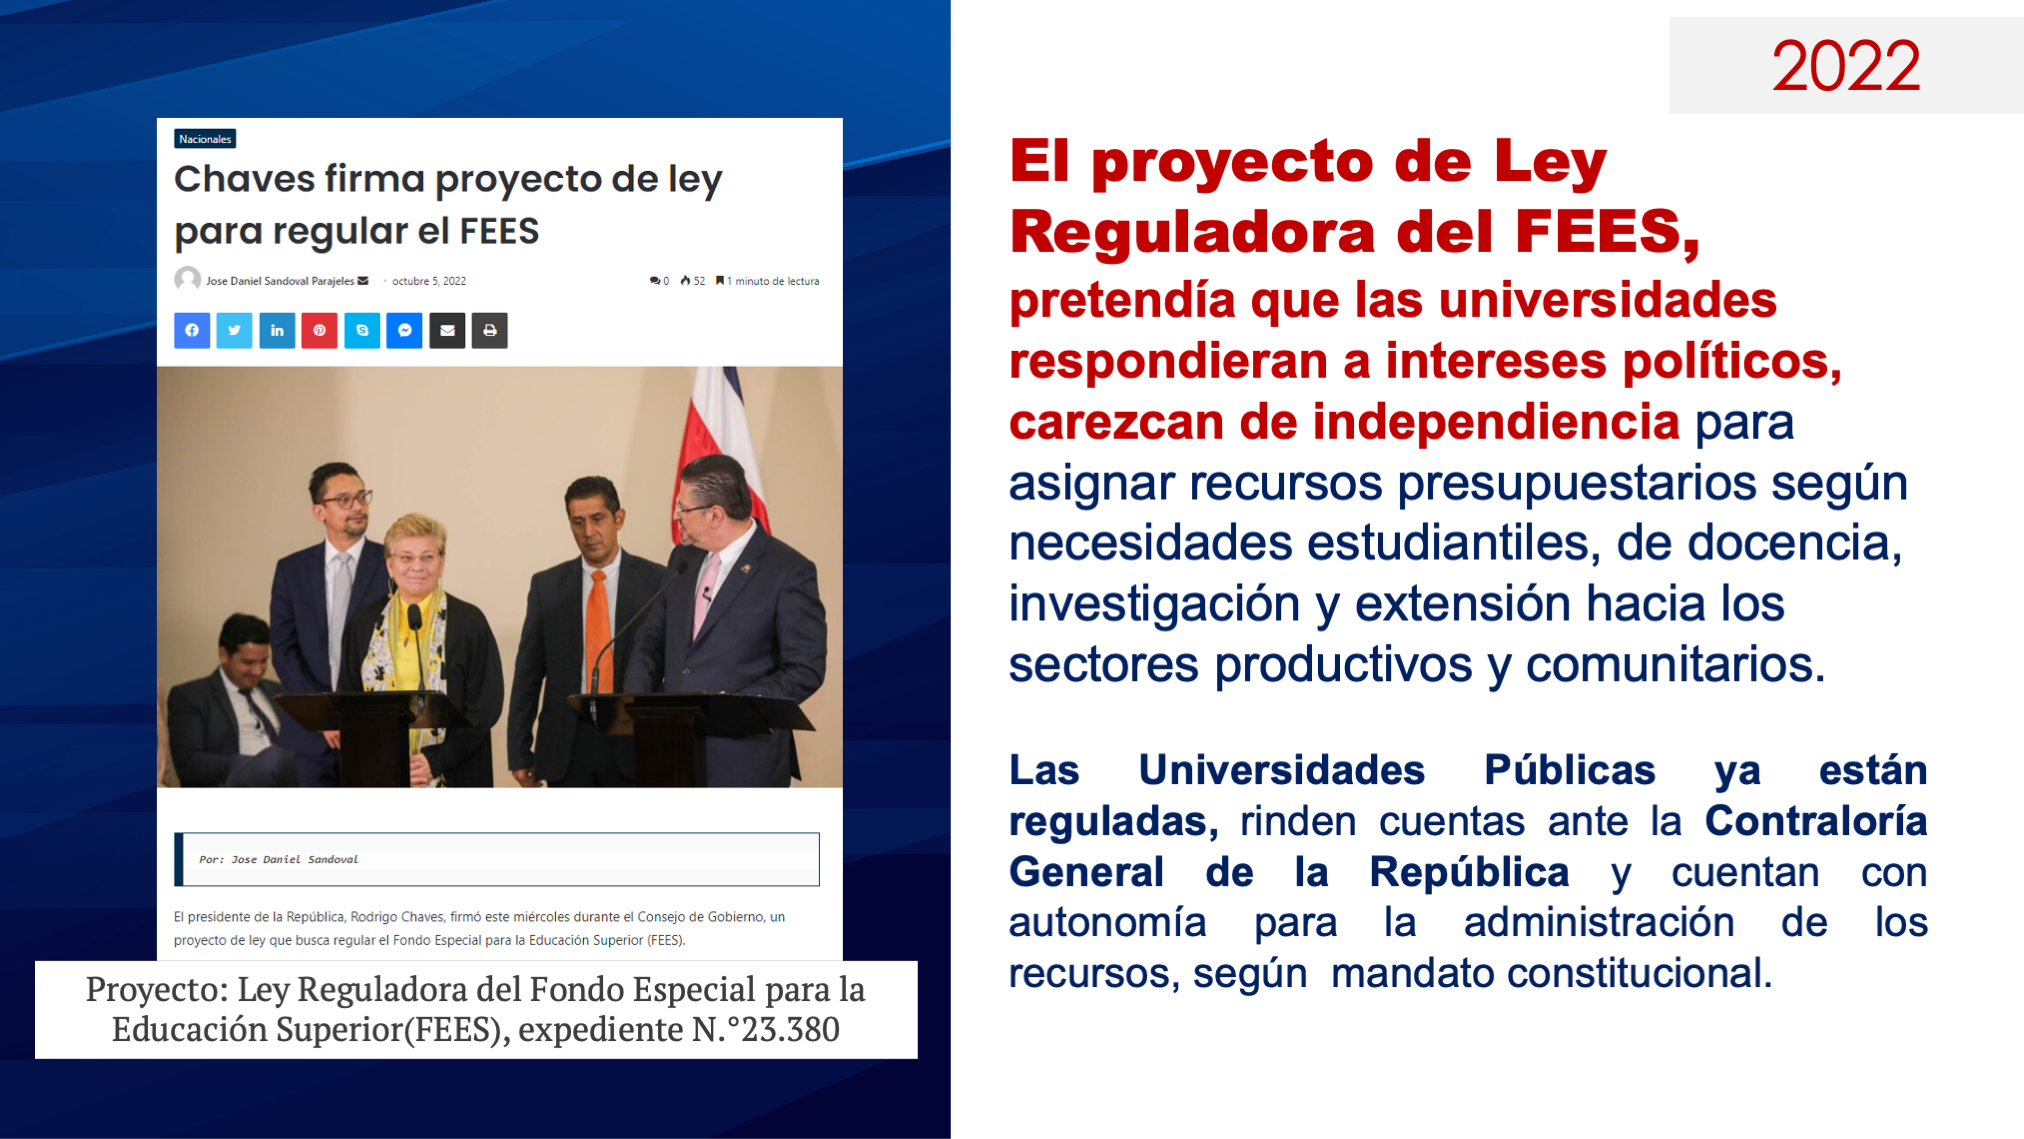 Nacionales
Chaves firma proyecto de ley
para regular el FEES
Jose Daniel Sandoval Parajeles
octubre 5, 2022
0
52
1 minuto de lectura
Por: Jose Daniel Sandoval
El presidente de la República, Rodrigo Chaves, firmó este miércoles durante el Consejo de Gobierno, un
proyecto de ley que busca regular el Fondo Especial para la Educación Superior (FEES).
Proyecto: Ley Reguladora del Fondo Especial para la
Educación Superior(FEES), expediente N.°23.380
2022
El proyecto de Ley
Reguladora del FEES,
pretendía que las universidades
respondieran a intereses políticos,
carezcan de independiencia para
asignar recursos presupuestarios según
necesidades estudiantiles, de docencia,
investigación y extensión hacia los
sectores productivos y comunitarios.
Las Universidades Públicas ya están
reguladas, rinden cuentas ante la Contraloría
General de la República y cuentan con
autonomía para la administración de los
recursos, según mandato constitucional.